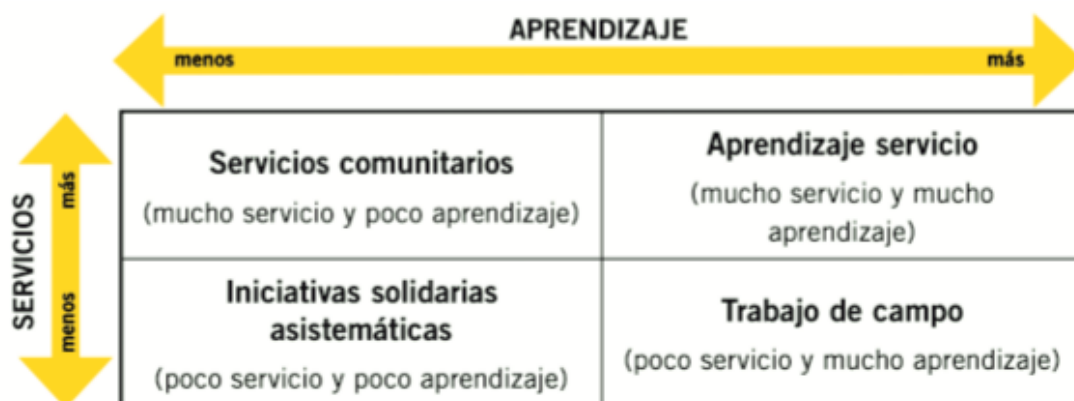 APRENDIZAJE
menos
más
SERVICIOS
más
menos
Servicios comunitarios
(mucho servicio y poco aprendizaje)
Aprendizaje servicio
(mucho servicio y mucho
aprendizaje)
Iniciativas solidarias
asistemáticas
(poco servicio y poco aprendizaje)
Trabajo de campo
(poco servicio y mucho aprendizaje)